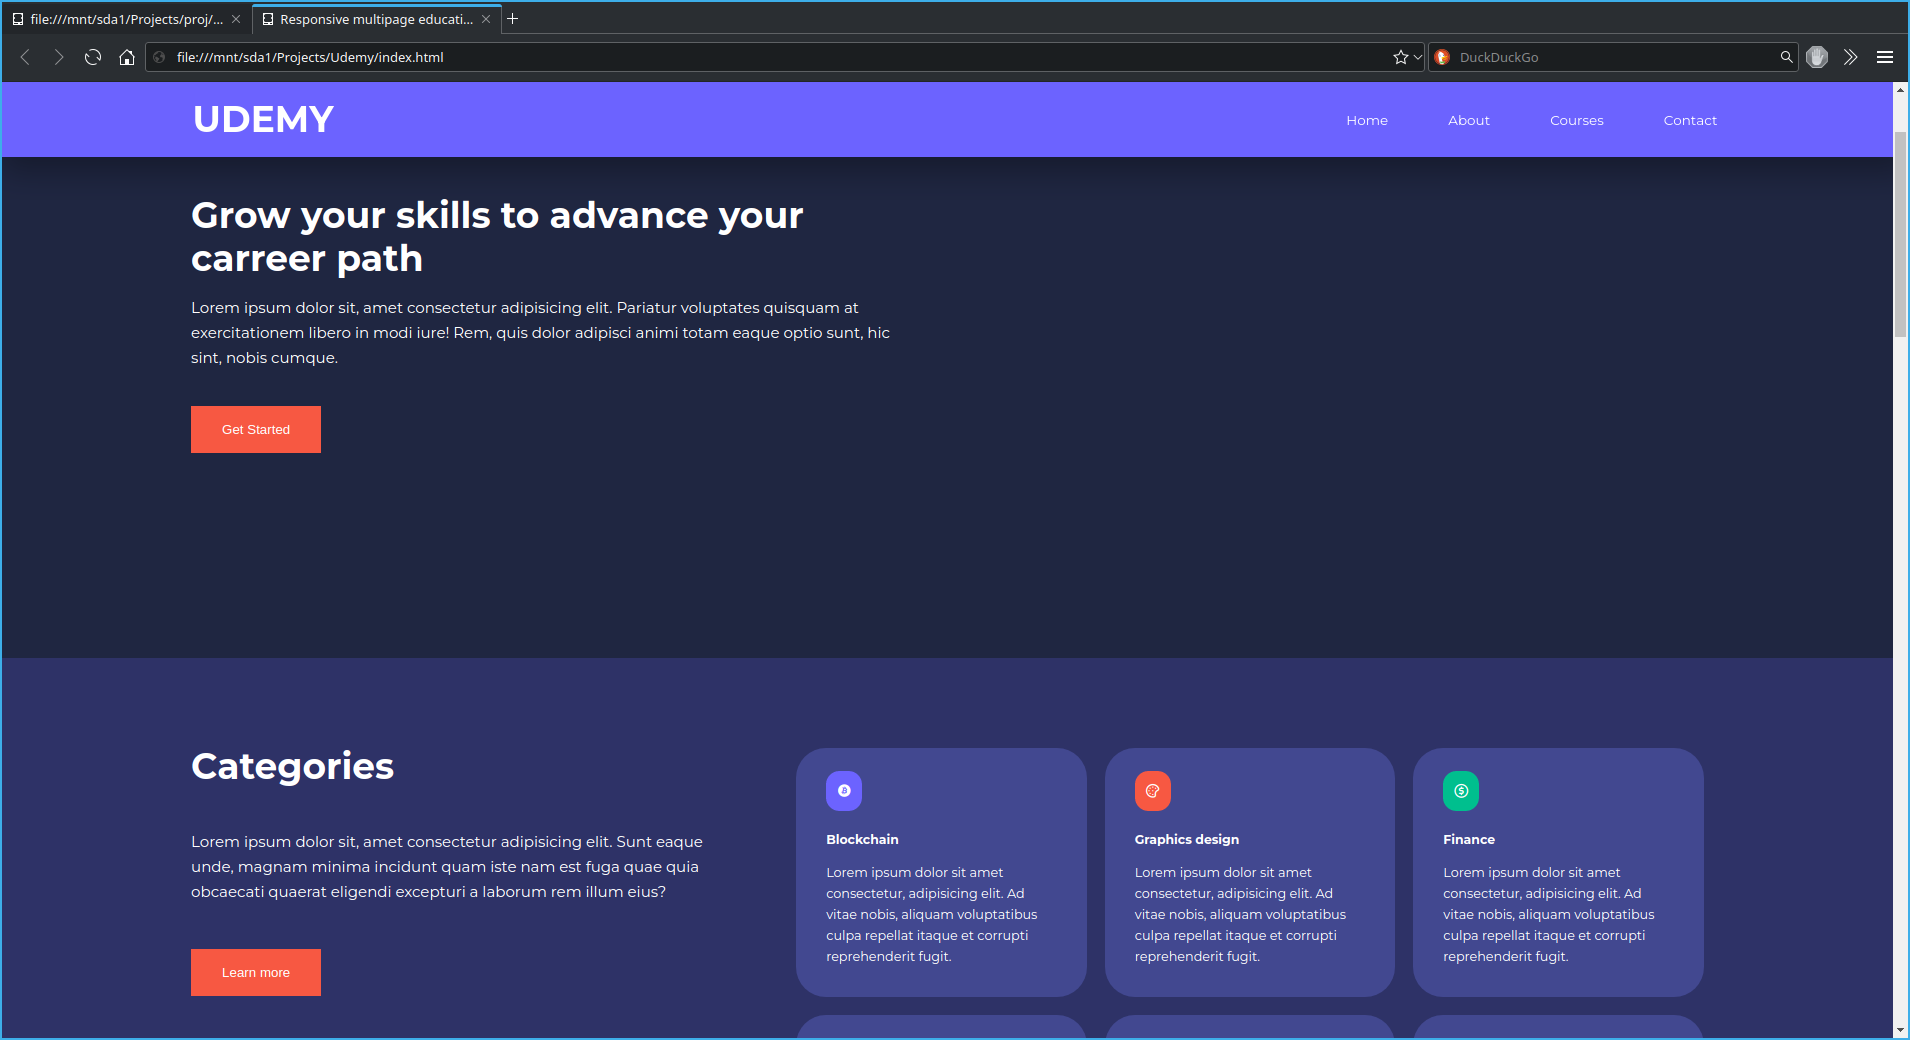 file:///mnt/sda1/Projects/proj/...
Responsive multipage educati...
file:///mnt/sda1/Projects/Udemy/index.html
DuckDuckGo
UDEMY
Home
About
Courses
Contact
Grow your skills to advance your
carreer path
Lorem ipsum dolor sit, amet consectetur adipisicing elit. Pariatur voluptates quisquam at
exercitationem libero in modi iure! Rem, quis dolor adipisci animi totam eaque optio sunt, hic
sint, nobis cumque.
Get Started
Categories
Lorem ipsum dolor sit, amet consectetur adipisicing elit. Sunt eaque
unde, magnam minima incidunt quam iste nam est fuga quae quia
obcaecati quaerat eligendi excepturi a laborum rem illum eius?
Learn more
Blockchain
Lorem ipsum dolor sit amet
consectetur, adipisicing elit. Ad
vitae nobis, aliquam voluptatibus
culpa repellat itaque et corrupti
reprehenderit fugit.
Graphics design
Lorem ipsum dolor sit amet
consectetur, adipisicing elit. Ad
vitae nobis, aliquam voluptatibus
culpa repellat itaque et corrupti
reprehenderit fugit.
Finance
Lorem ipsum dolor sit amet
consectetur, adipisicing elit. Ad
vitae nobis, aliquam voluptatibus
culpa repellat itaque et corrupti
reprehenderit fugit.